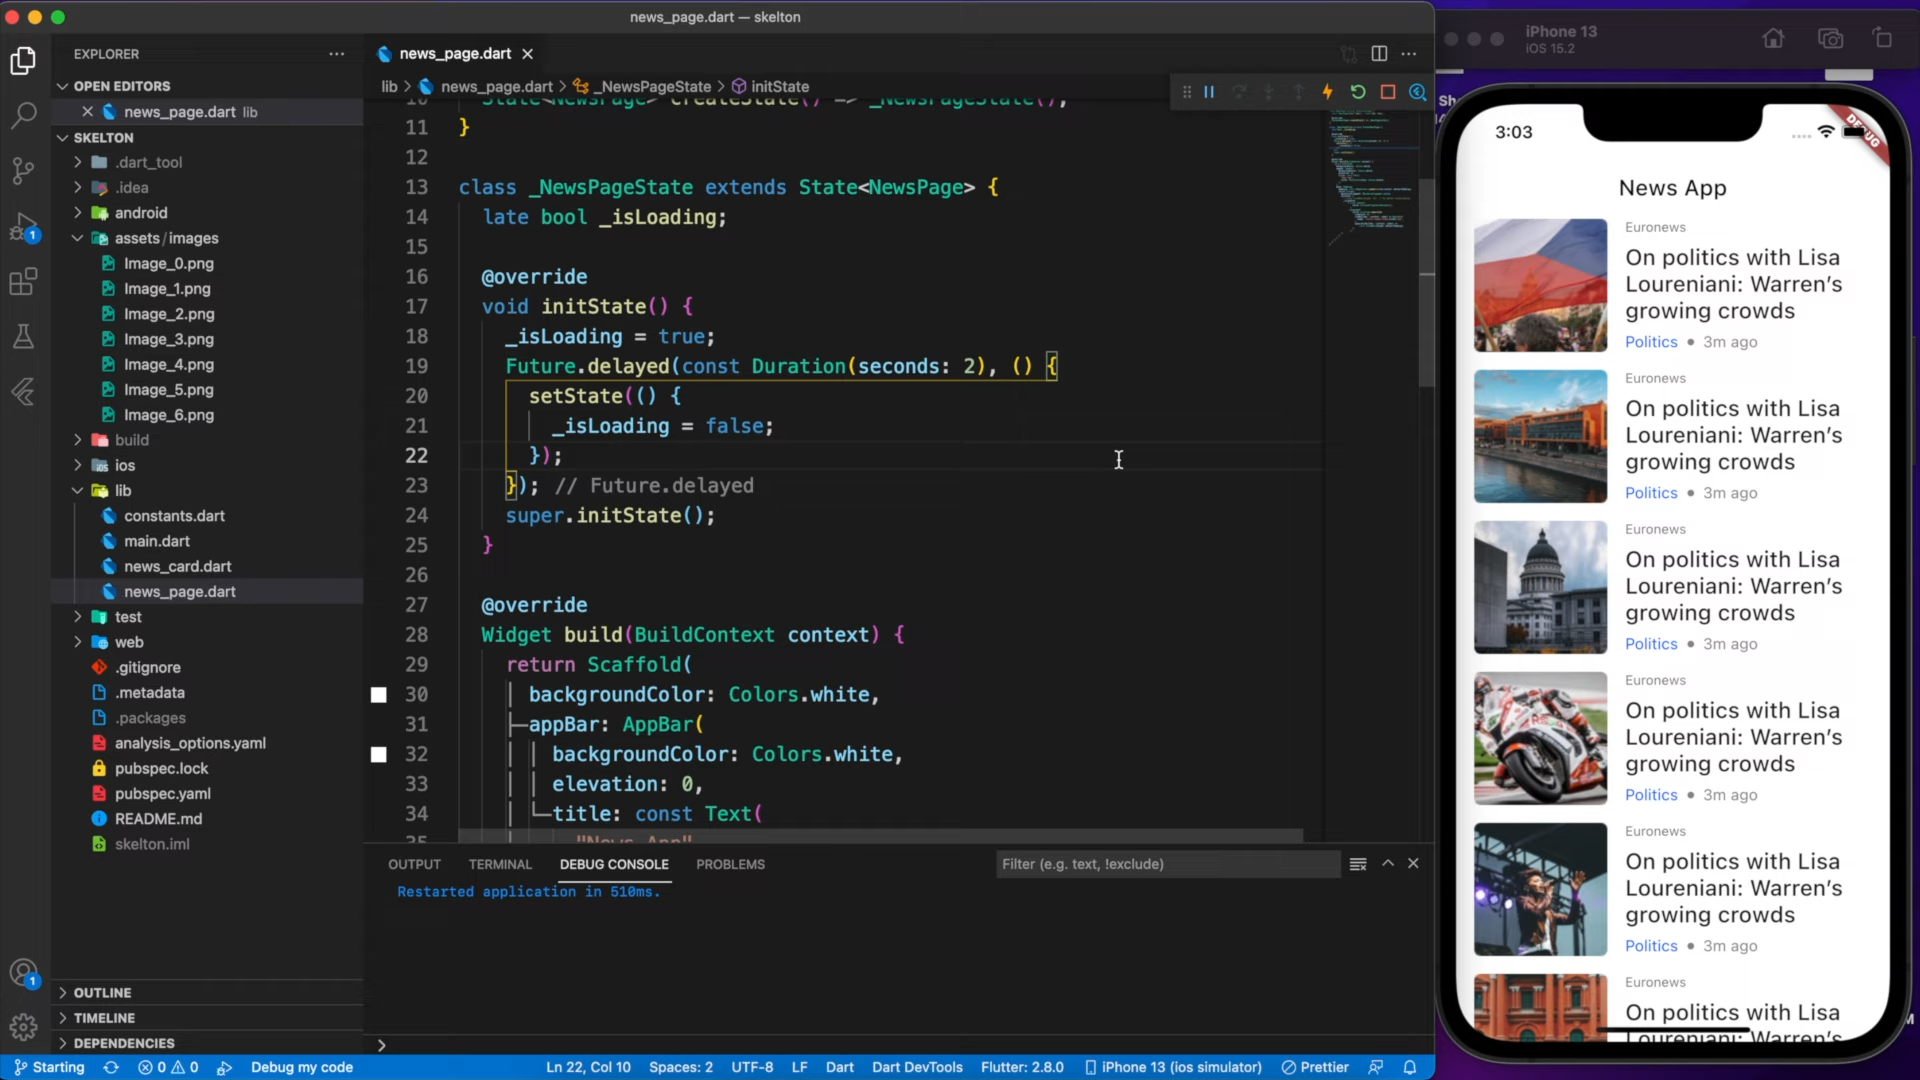 news_page.dart — skelton
EXPLORER
OPEN EDITORS
news_page.dart lib
SKELTON
.dart_tool
.idea
android
assets/images
Image_0.png
Image_1.png
Image_2.png
Image_3.png
Image_4.png
Image_5.png
Image_6.png
build
ios
lib
constants.dart
main.dart
news_card.dart
news_page.dart
test
web
.gitignore
.metadata
.packages
analysis_options.yaml
pubspec.lock
pubspec.yaml
README.md
skelton.iml
OUTLINE
TIMELINE
DEPENDENCIES
1
1
news_page.dart
lib > news_page.dart > _NewsPageState > initState
10 State<NewsPage> createState() => _NewsPageState();
11 }
12
13 class _NewsPageState extends State<NewsPage> {
14 late bool _isLoading;
15
16 @override
17 void initState() {
18 _isLoading = true;
19 Future.delayed(const Duration(seconds: 2), () {
20 setState(() {
21 _isLoading = false;
22 });
23 }); // Future.delayed
24 super.initState();
25 }
26
27 @override
28 Widget build(BuildContext context) {
29 return Scaffold(
30 backgroundColor: Colors.white,
31 appBar: AppBar(
32 backgroundColor: Colors.white,
33 elevation: 0,
34 title: const Text(
35 "News App"
OUTPUT TERMINAL DEBUG CONSOLE PROBLEMS
Filter (e.g. text, !exclude)
Restarted application in 510ms.
Starting 0 0 Debug my code Ln 22, Col 10 Spaces: 2 UTF-8 LF Dart Dart DevTools Flutter: 2.8.0 iPhone 13 (ios simulator) Prettier
iPhone 13
iOS 15.2
Sh
3:03
DEBUG
News App
Euronews
On politics with Lisa
Loureniani: Warren’s
growing crowds
Politics • 3m ago
Euronews
On politics with Lisa
Loureniani: Warren’s
growing crowds
Politics • 3m ago
Euronews
On politics with Lisa
Loureniani: Warren’s
growing crowds
Politics • 3m ago
Euronews
On politics with Lisa
Loureniani: Warren’s
growing crowds
Politics • 3m ago
Euronews
On politics with Lisa
Loureniani: Warren’s
growing crowds
Politics • 3m ago
Euronews
On politics with Lisa
Loureniani: Warren’s